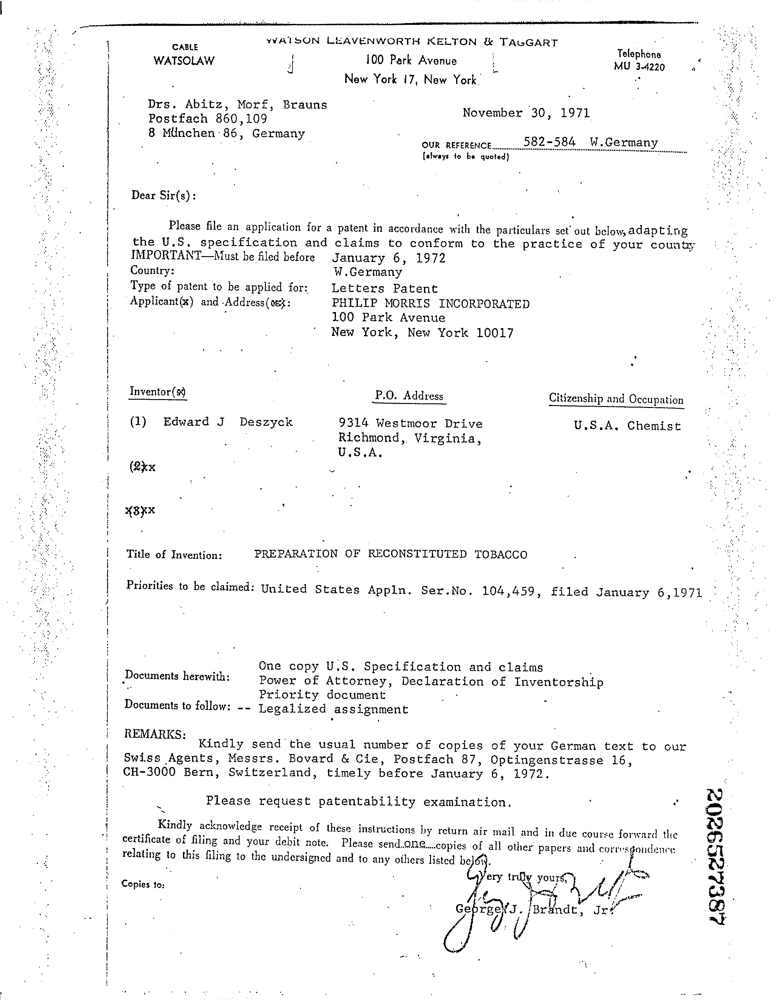 CABLE
WATSOLAW
WATSON LEAVENWORTH KELTON & TAGGART
100 Park Avenue
New York 17, New York
Telephone
MU 3-4220
Drs. Abitz, Morf, Brauns
Postfach 860,109
8 München 86, Germany
November 30, 1971
OUR REFERENCE 582-584 W.Germany
(always to be quoted)
Dear Sir(s):
Please file an application for a patent in accordance with the particulars set out below, adapting
the U.S. specification and claims to conform to the practice of your country
IMPORTANT—Must be filed before January 6, 1972
Country: W.Germany
Type of patent to be applied for: Letters Patent
Applicant(x) and Address(es): PHILIP MORRIS INCORPORATED
100 Park Avenue
New York, New York 10017
Inventor(s) P.O. Address Citizenship and Occupation
(1) Edward J Deszyck 9314 Westmoor Drive U.S.A. Chemist
Richmond, Virginia,
U.S.A.
(2)xx
x(3)xx
Title of Invention: PREPARATION OF RECONSTITUTED TOBACCO
Priorities to be claimed: United States Appln. Ser.No. 104,459, filed January 6,1971
Documents herewith: One copy U.S. Specification and claims
Power of Attorney, Declaration of Inventorship
Priority document
Documents to follow: -- Legalized assignment
REMARKS:
Kindly send the usual number of copies of your German text to our
Swiss Agents, Messrs. Bovard & Cie, Postfach 87, Optingenstrasse 16,
CH-3000 Bern, Switzerland, timely before January 6, 1972.
Please request patentability examination.
Kindly acknowledge receipt of these instructions by return air mail and in due course forward the
certificate of filing and your debit note. Please send one copies of all other papers and correspondence
relating to this filing to the undersigned and to any others listed below.
Very truly yours,
Copies to:
George J. Brandt, Jr.
2026527387